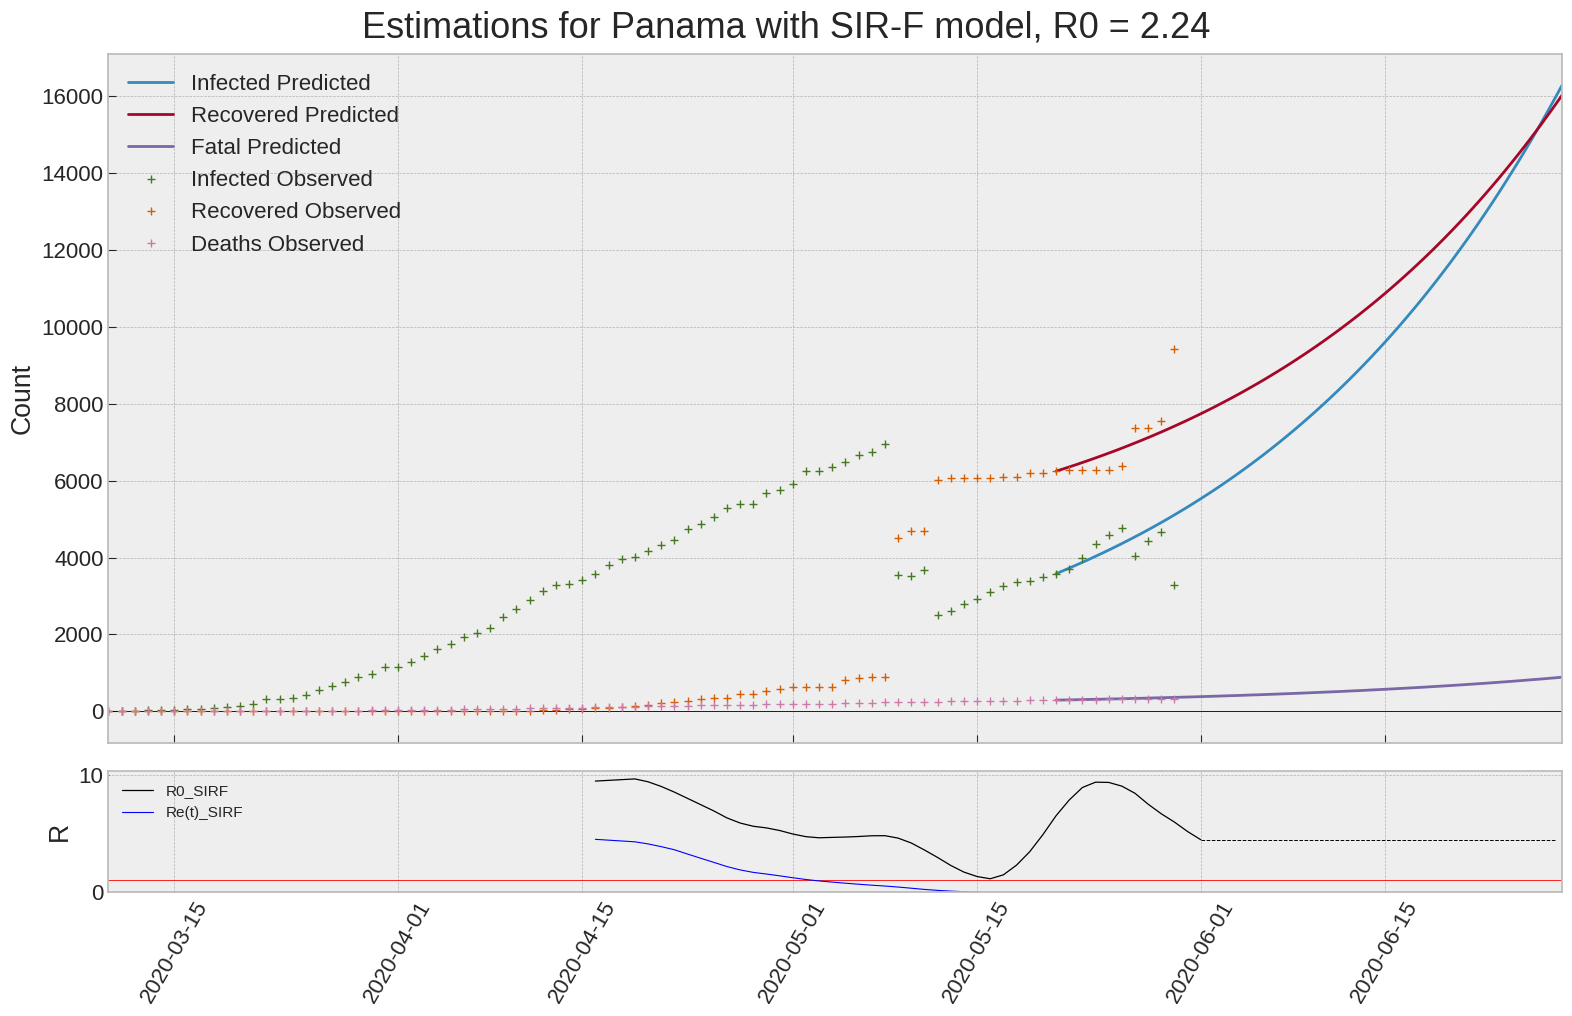 Estimations for Panama with SIR-F model, R0 = 2.24
Infected Predicted
Recovered Predicted
Fatal Predicted
Infected Observed
Recovered Observed
Deaths Observed
Count
16000
14000
12000
10000
8000
6000
4000
2000
0
R
10
0
R0_SIRF
Re(t)_SIRF
2020-03-15
2020-04-01
2020-04-15
2020-05-01
2020-05-15
2020-06-01
2020-06-15